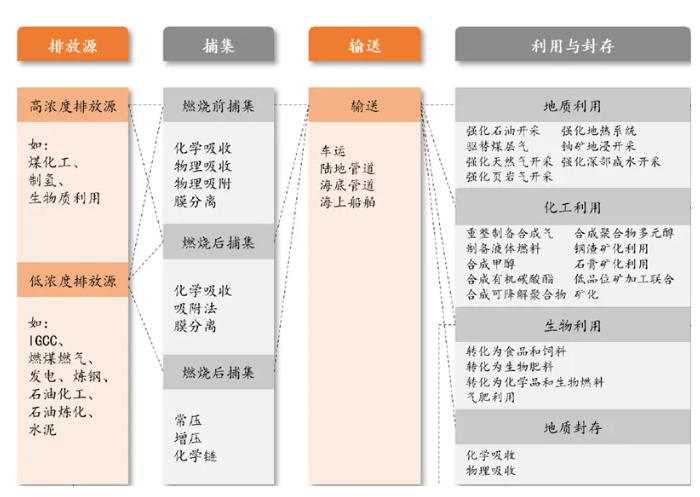 排放源
捕集
输送
利用与封存
高浓度排放源
如:
煤化工、
制氢、
生物质利用
低浓度排放源
如:
IGCC、
燃煤燃气、
发电、炼钢、
石油化工、
石油炼化、
水泥
燃烧前捕集
化学吸收
物理吸收
物理吸附
膜分离
燃烧后捕集
化学吸收
吸附法
膜分离
燃烧后捕集
常压
增压
化学链
输送
车运
陆地管道
海底管道
海上船舶
地质利用
强化石油开采 强化地热系统
驱替煤层气 铀矿地浸开采
强化天然气开采 强化深部咸水开采
强化页岩气开采
化工利用
重整制备合成气 合成聚合物多元醇
制备液体燃料 钢渣矿化利用
合成甲醇 石膏矿化利用
合成有机碳酸酯 低品位矿加工联合
合成可降解聚合物 矿化
生物利用
转化为食品和饲料
转化为生物肥料
转化为化学品和生物燃料
气肥利用
地质封存
化学吸收
物理吸收